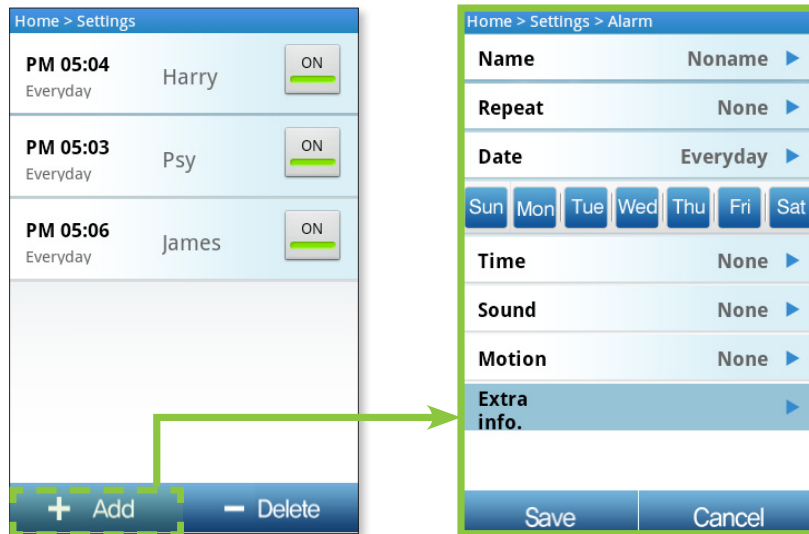 Home > Settings
PM 05:04
Everyday
Harry
ON
PM 05:03
Everyday
Psy
ON
PM 05:06
Everyday
James
ON
+ Add
− Delete
Home > Settings > Alarm
Name Noname
Repeat None
Date Everyday
Sun Mon Tue Wed Thu Fri Sat
Time None
Sound None
Motion None
Extra
info.
Save Cancel